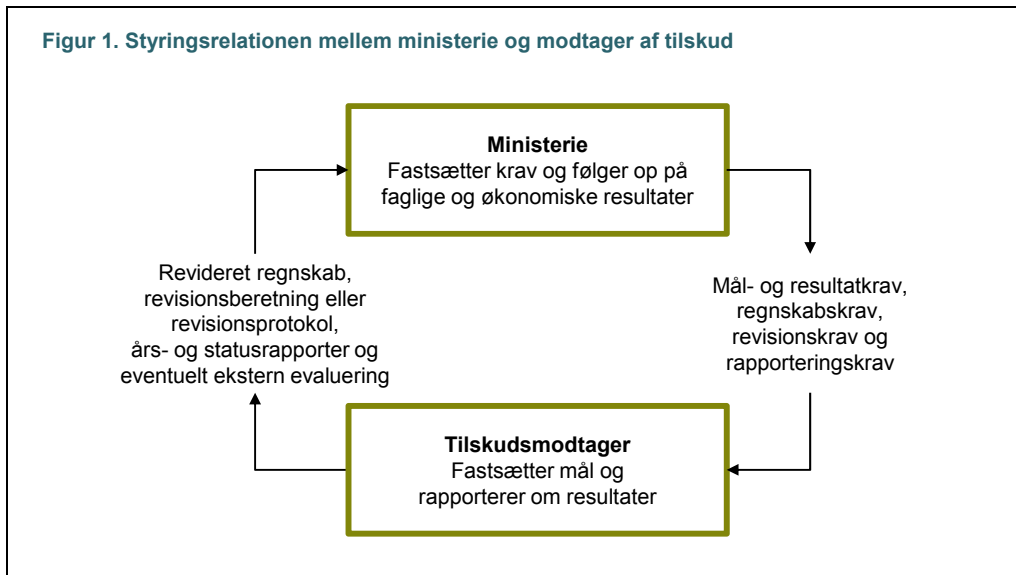 Figur 1. Styringsrelationen mellem ministerie og modtager af tilskud
Ministerie
Fastsætter krav og følger op på
faglige og økonomiske resultater
Revideret regnskab,
revisionsberetning eller
revisionsprotokol,
års- og statusrapporter og
eventuelt ekstern evaluering
Mål- og resultatkrav,
regnskabskrav,
revisionskrav og
rapporteringskrav
Tilskudsmodtager
Fastsætter mål og
rapporterer om resultater